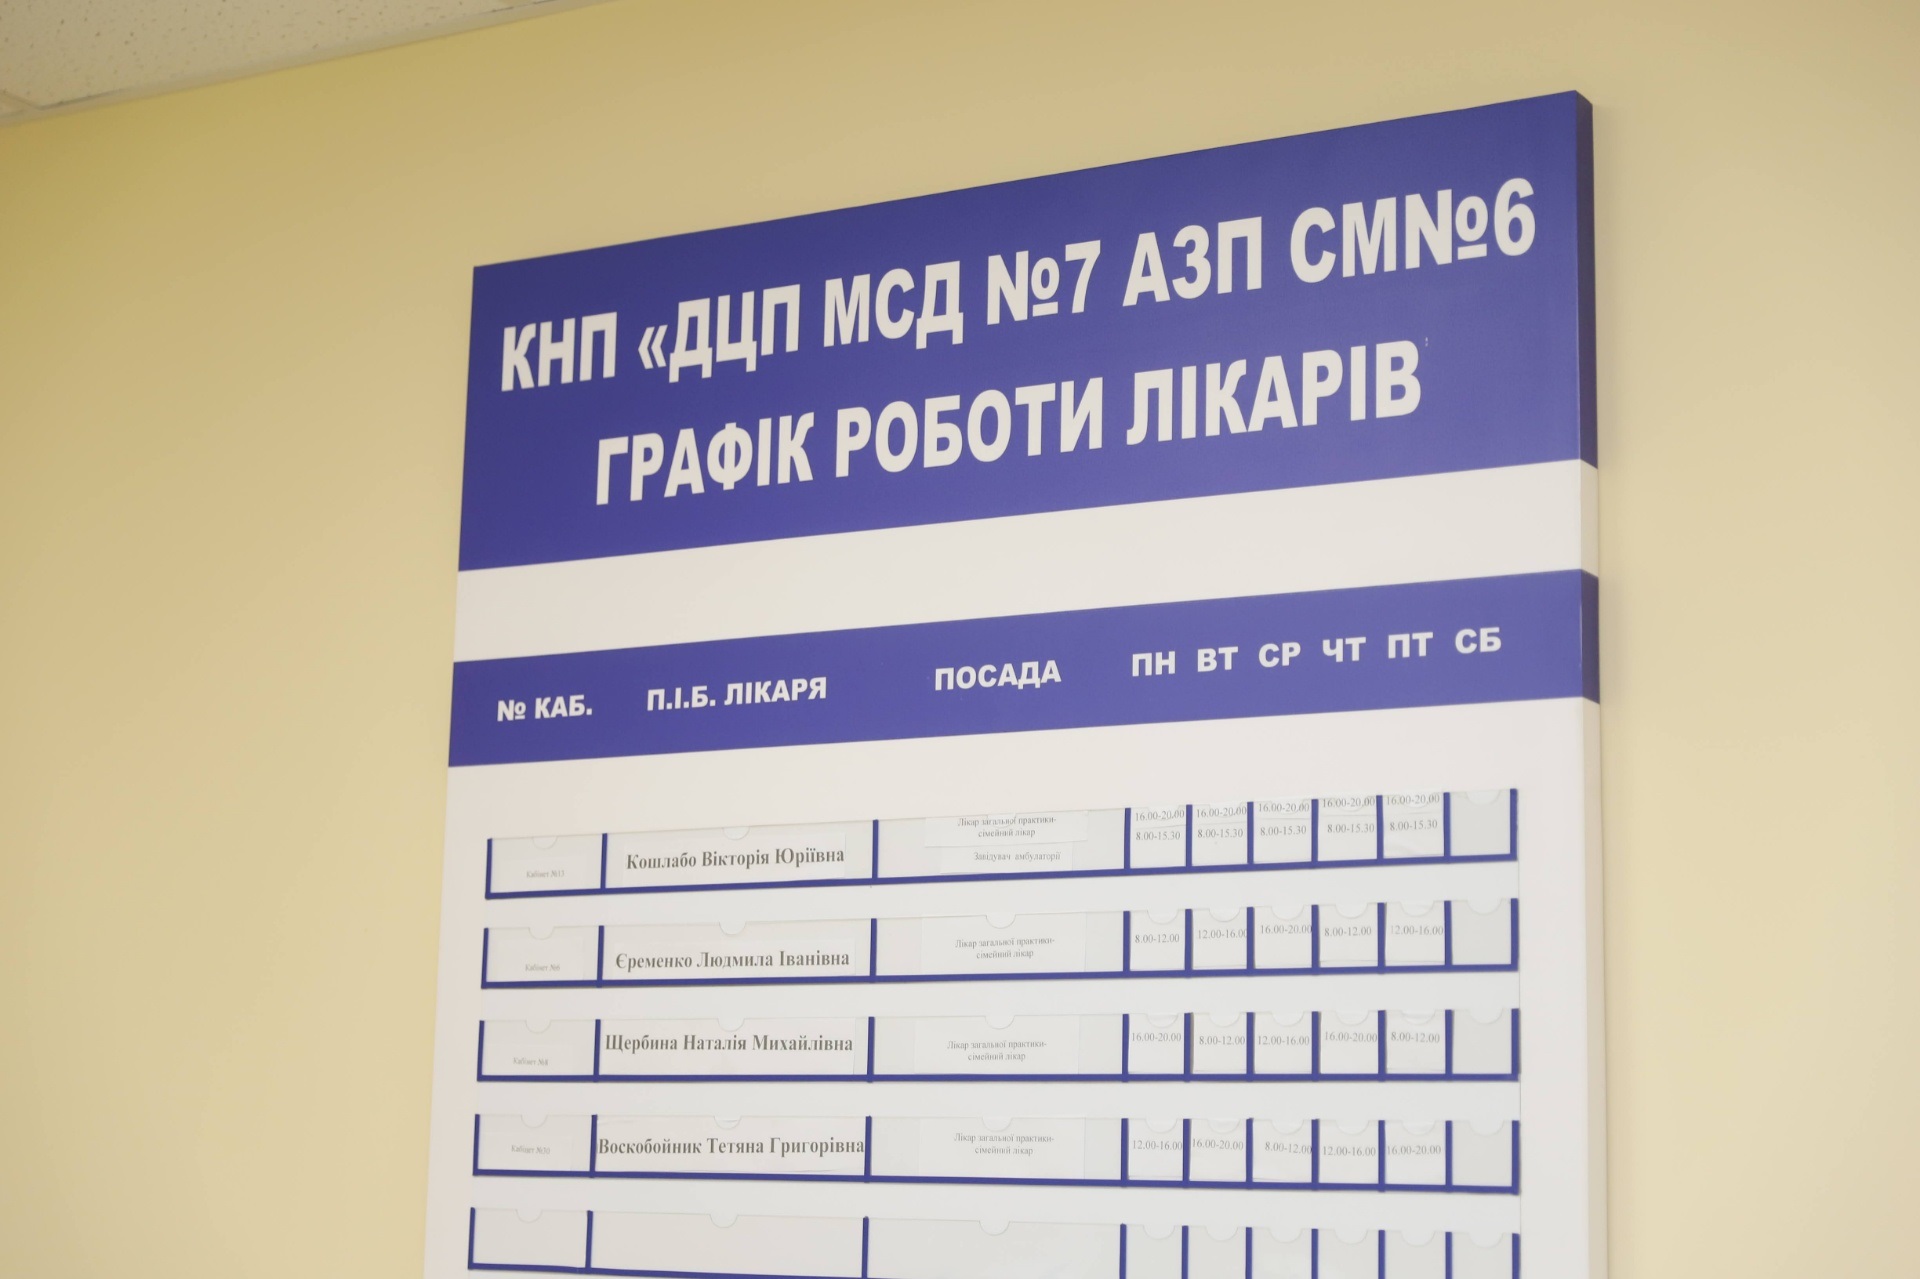 КНП «ДЦП МСД №7 АЗП СМ№6
ГРАФІК РОБОТИ ЛІКАРІВ
№ КАБ. П.І.Б. ЛІКАРЯ ПОСАДА ПН ВТ СР ЧТ ПТ СБ
Лікар загальної практики- 16.00-20.00 16.00-20.00 16.00-20.00 16.00-20.00 16.00-20.00
сімейний лікар
Кошлабо Вікторія Юріївна 8.00-15.30 8.00-15.30 8.00-15.30 8.00-15.30 8.00-15.30
Кабінет Завідувач амбулаторії
Лікар загальної практики-
Кабінет №6 Єременко Людмила Іванівна сімейний лікар 8.00-12.00 12.00-16.00 16.00-20.00 8.00-12.00 12.00-16.00
Щербина Наталія Михайлівна Лікар загальної практики- 16.00-20.00 8.00-12.00 12.00-16.00 16.00-20.00 8.00-12.00
Кабінет сімейний лікар
Лікар загальної практики-
Кабінет Воскобойник Тетяна Григорівна сімейний лікар 12.00-16.00 16.00-20.00 8.00-12.00 12.00-16.00 16.00-20.00